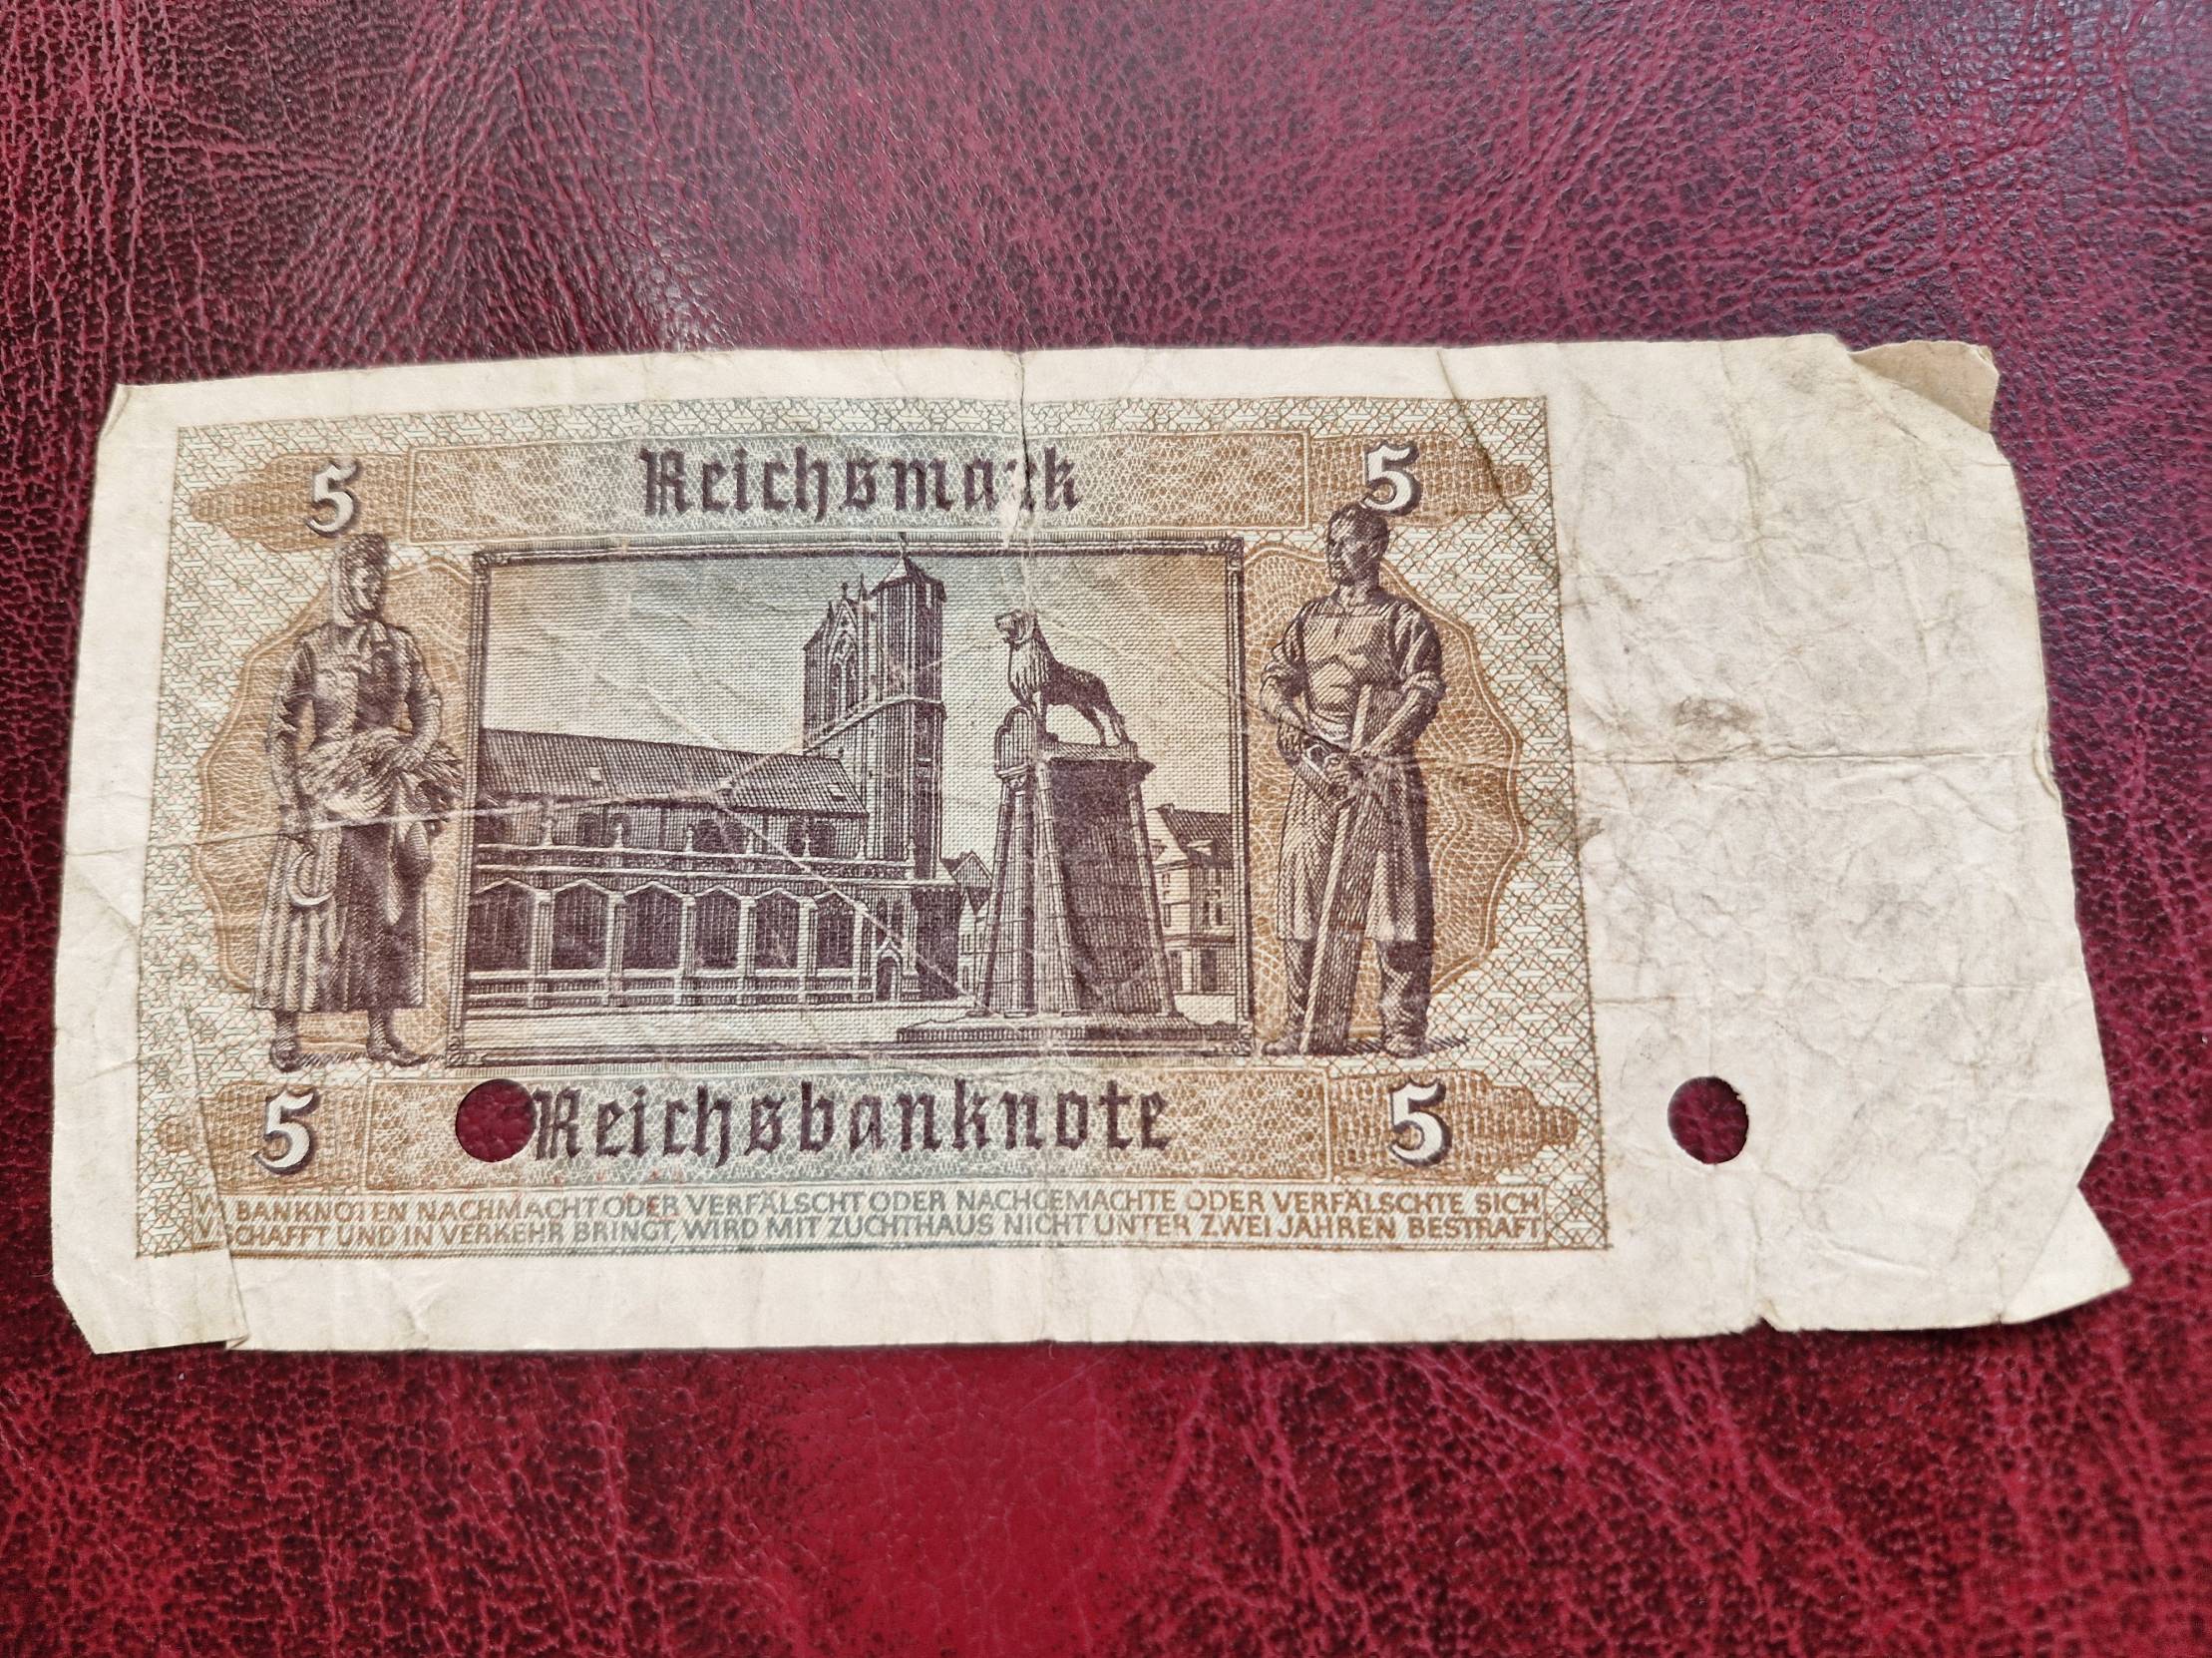 5 Reichsmark 5
5 Reichsbanknote 5
BANKNOTEN NACHMACHT ODER VERFÄLSCHT ODER NACHGEMACHTE ODER VERFÄLSCHTE SICH
SCHAFFT UND IN VERKEHR BRINGT, WIRD MIT ZUCHTHAUS NICHT UNTER ZWEI JAHREN BESTRAFT